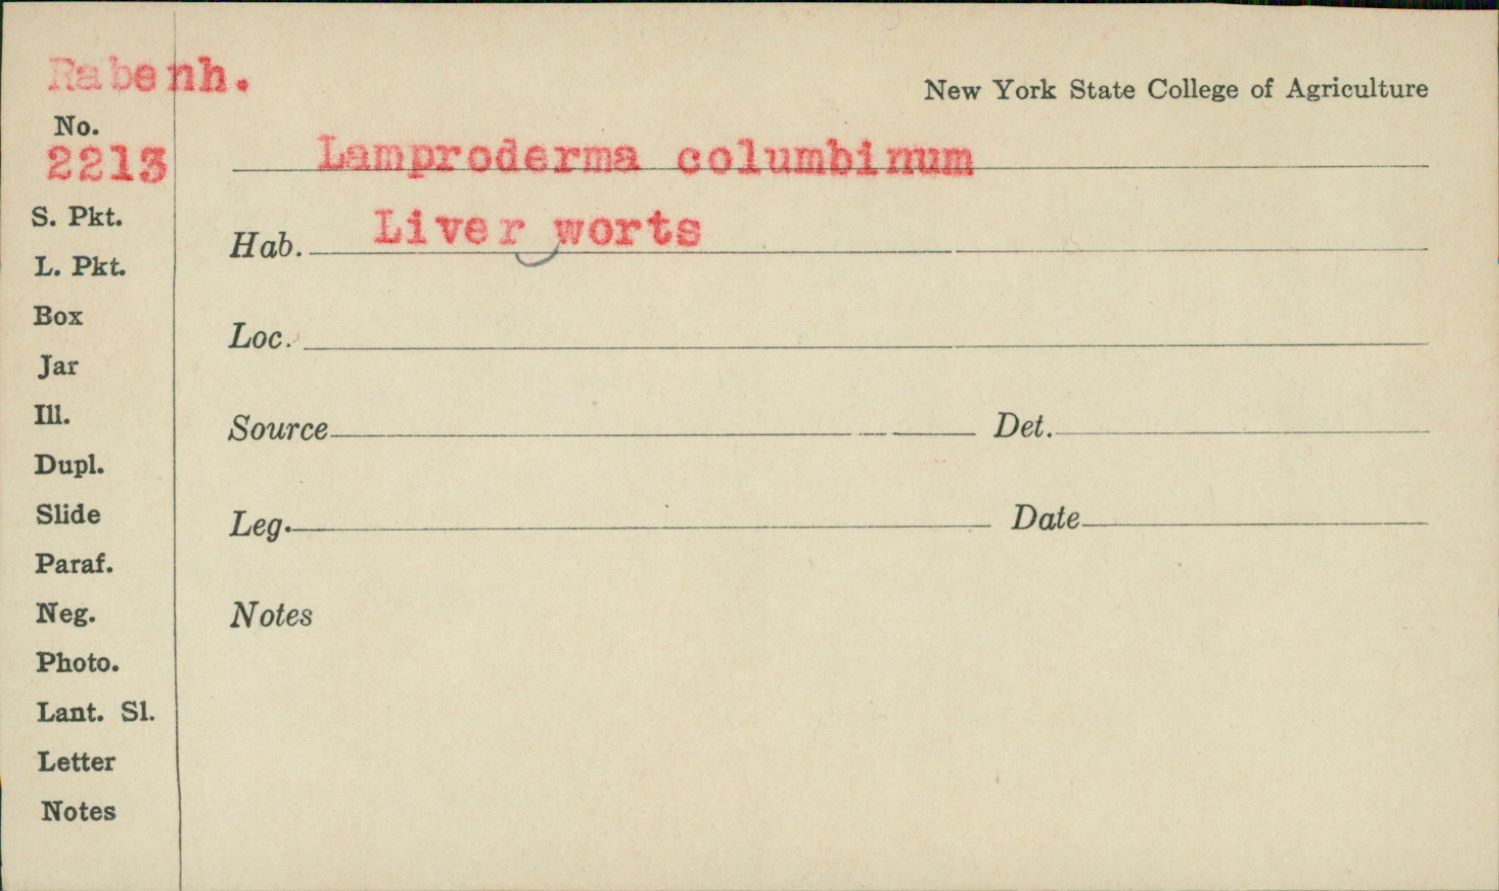 Rabenh.
New York State College of Agriculture
No.
2213
Lamproderma columbinum
S. Pkt.
Hab. Liver worts
L. Pkt.
Box
Loc.
Jar
Ill.
Source Det.
Dupl.
Slide
Leg. Date
Paraf.
Neg.
Notes
Photo.
Lant. Sl.
Letter
Notes